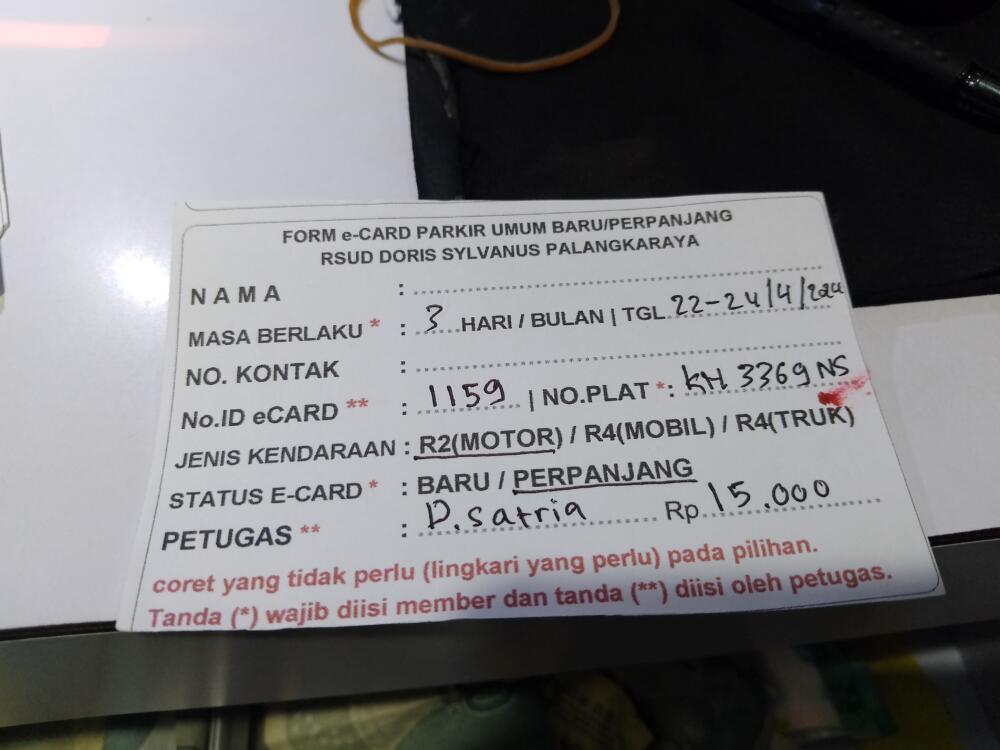 FORM e-CARD PARKIR UMUM BARU/PERPANJANG
RSUD DORIS SYLVANUS PALANGKARAYA
NAMA :
MASA BERLAKU * : 3 HARI / BULAN | TGL 22-24/4/
NO. KONTAK :
No.ID eCARD ** : 1159 | NO.PLAT * : KH 3369 NS
JENIS KENDARAAN : R2(MOTOR) / R4(MOBIL) / R4(TRUK)
STATUS E-CARD * : BARU / PERPANJANG
PETUGAS ** : D.satria Rp 15.000
coret yang tidak perlu (lingkari yang perlu) pada pilihan.
Tanda (*) wajib diisi member dan tanda (**) diisi oleh petugas.